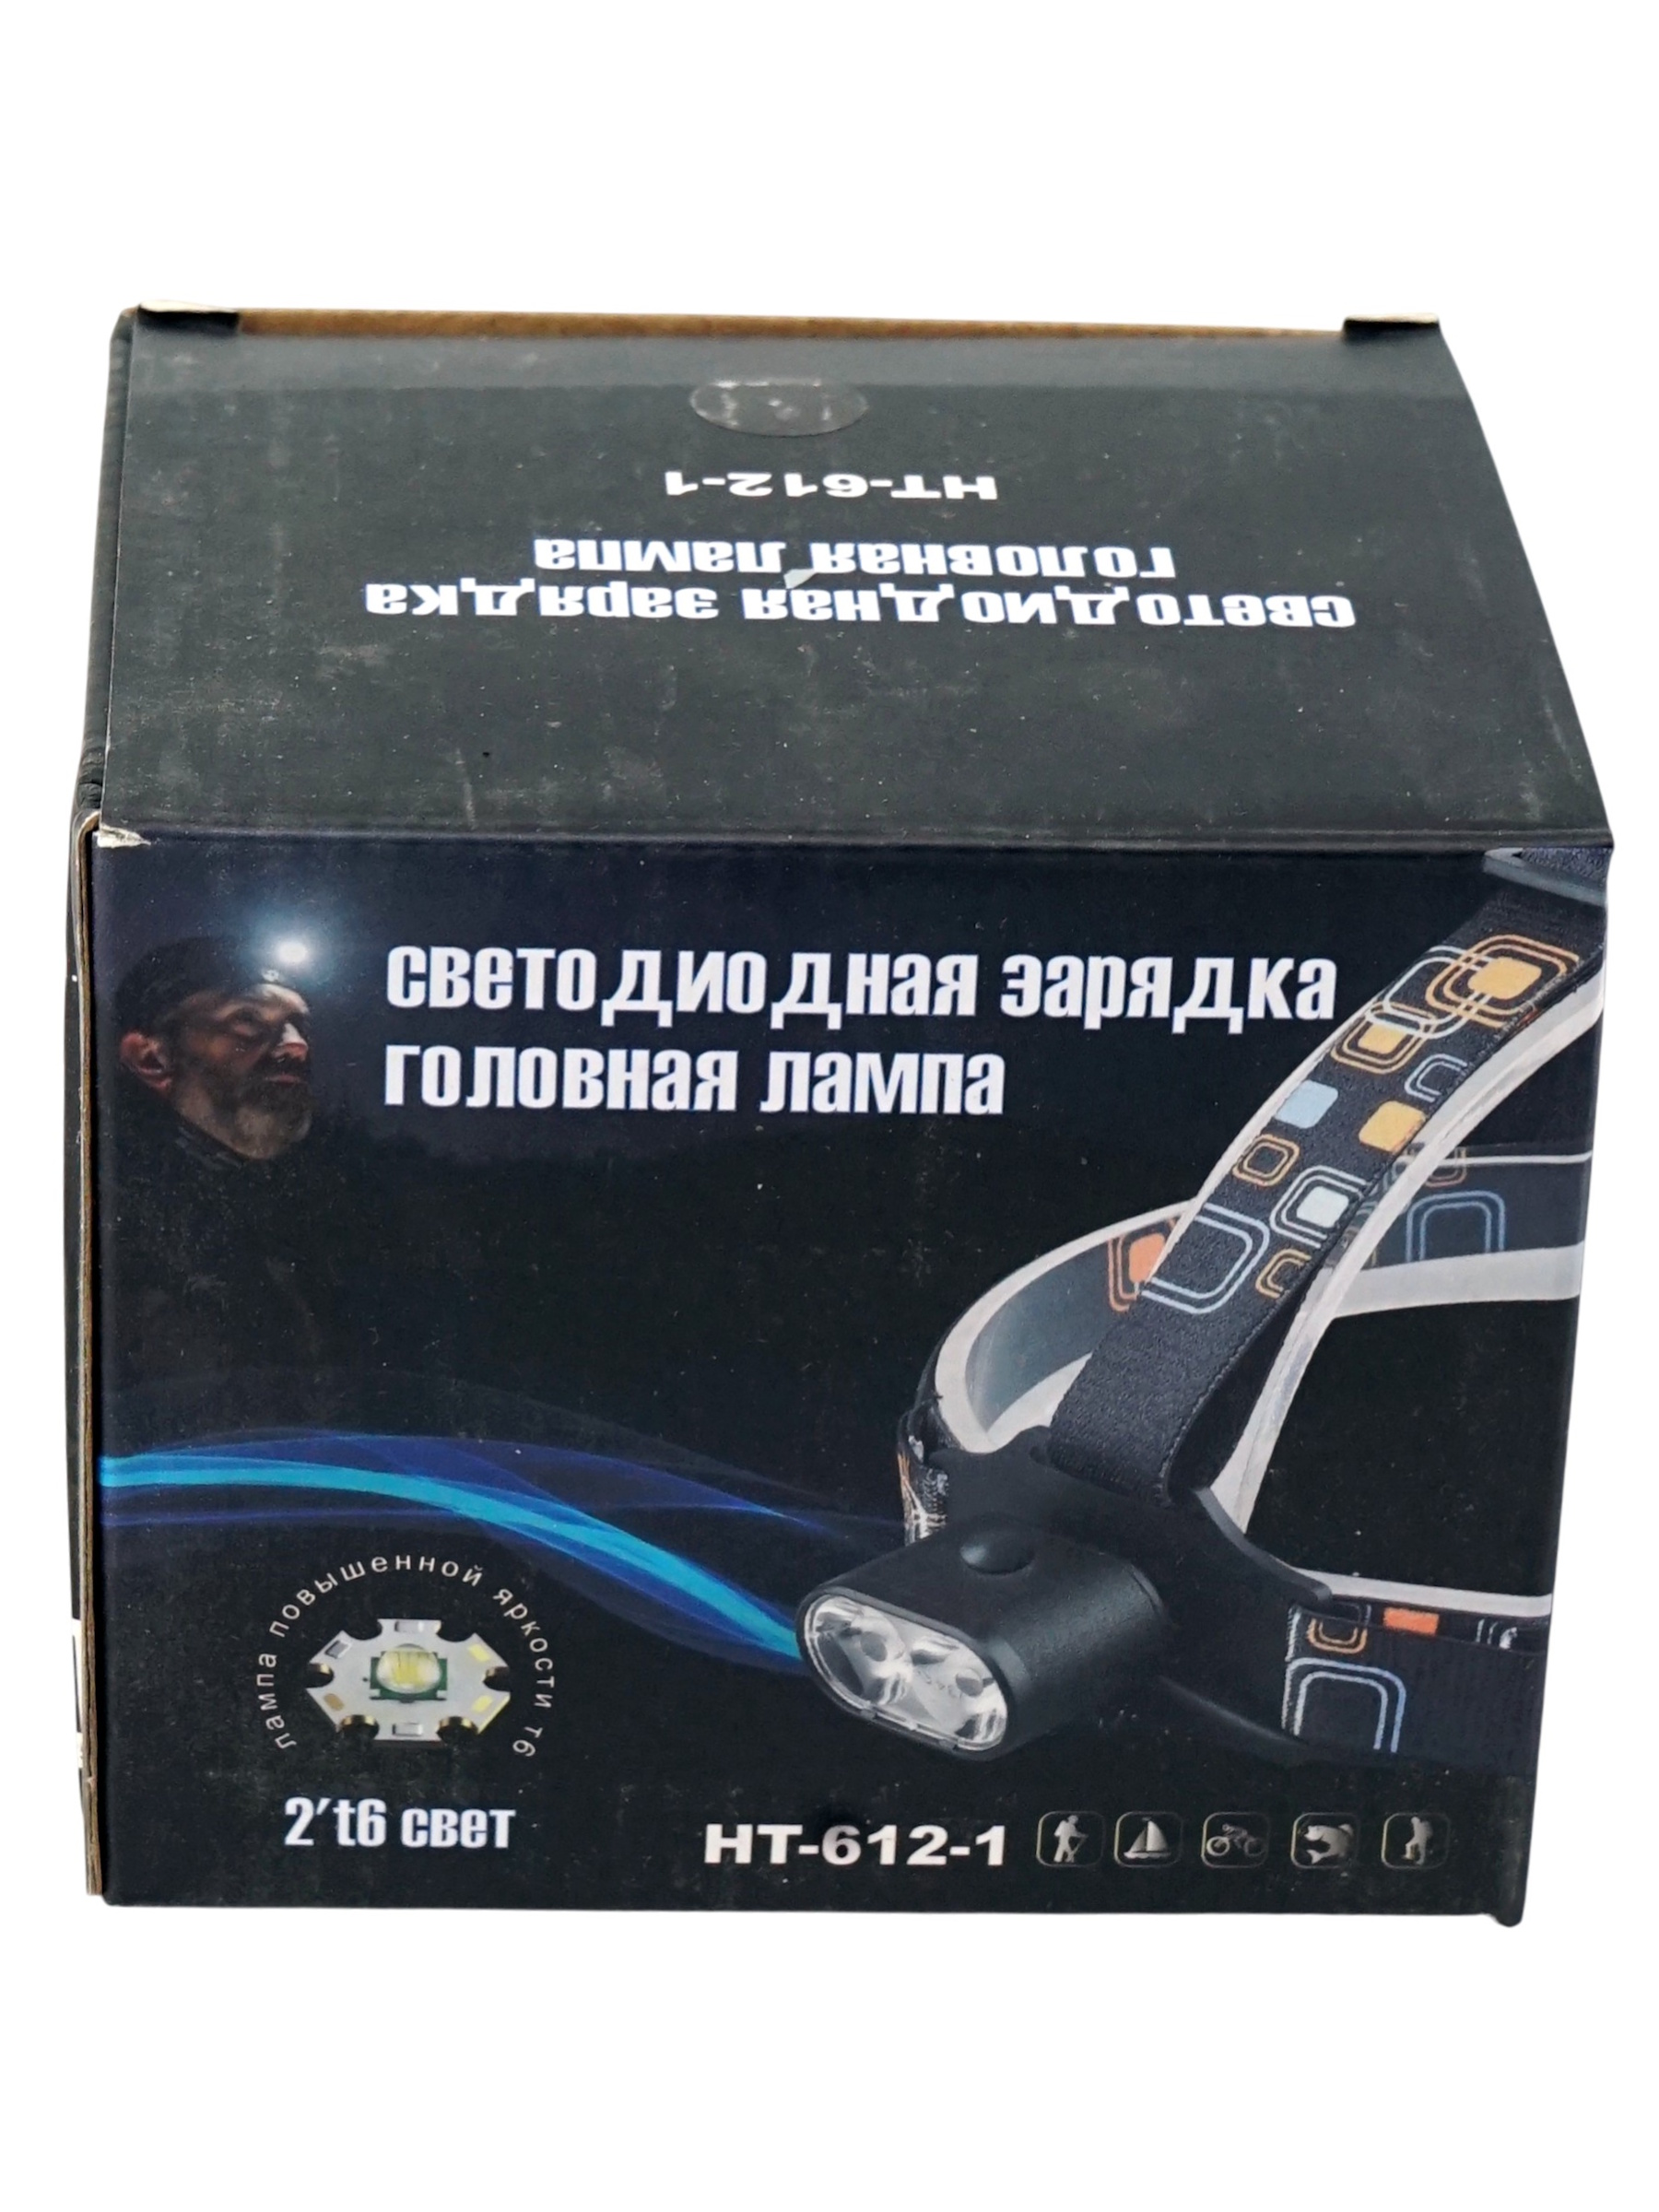 HT-612-1
головная лампа
светодиодная зарядка
светодиодная зарядка
головная лампа
лампа повышенной яркости т6
2't6 свет
HT-612-1